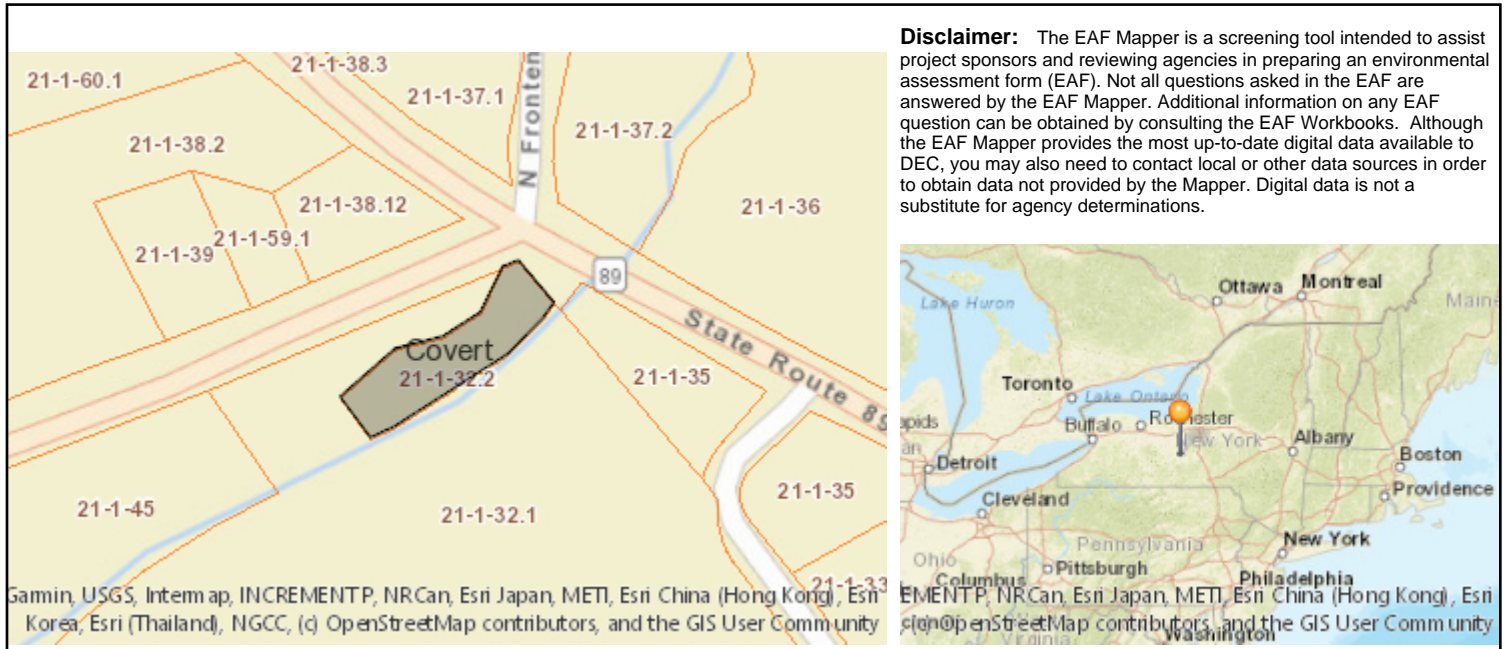 21-1-38.3
21-1-60.1
21-1-37.1
21-1-37.2
21-1-38.2
N Fronten
21-1-38.12
21-1-36
21-1-59.1
21-1-39
89
State Route 89
Covert
21-1-32.2
21-1-35
21-1-35
21-1-45
21-1-32.1
21-1-33
Garmin, USGS, Intermap, INCREMENT P, NRCan, Esri Japan, METI, Esri China (Hong Kong), Esri
Korea, Esri (Thailand), NGCC, (c) OpenStreetMap contributors, and the GIS User Community
Disclaimer: The EAF Mapper is a screening tool intended to assist
project sponsors and reviewing agencies in preparing an environmental
assessment form (EAF). Not all questions asked in the EAF are
answered by the EAF Mapper. Additional information on any EAF
question can be obtained by consulting the EAF Workbooks. Although
the EAF Mapper provides the most up-to-date digital data available to
DEC, you may also need to contact local or other data sources in order
to obtain data not provided by the Mapper. Digital data is not a
substitute for agency determinations.
Ottawa
Montreal
Lake Huron
Maine
Toronto
Lake Ontario
Rochester
apids
Buffalo
New York
Albany
an
Detroit
Boston
Providence
Cleveland
New York
Pennsylvania
Ohio
Pittsburgh
Columbus
Philadelphia
EMENT P, NRCan, Esri Japan, METI, Esri China (Hong Kong), Esri
(c) OpenStreetMap contributors, and the GIS User Community
Virginia
Washington